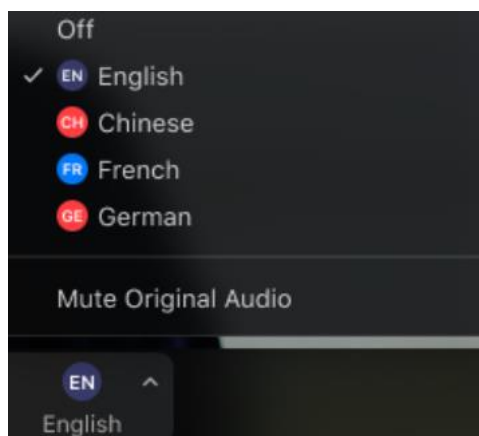 Off
EN English
CH Chinese
FR French
GE German
Mute Original Audio
EN
English